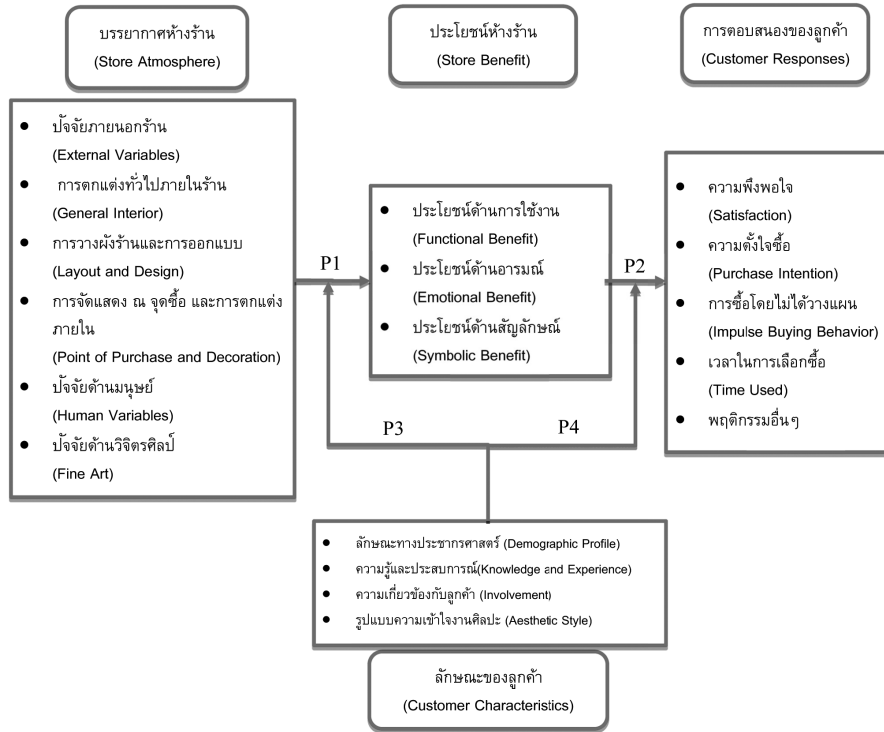 บรรยากาศห้างร้าน
(Store Atmosphere)
ประโยชน์ห้างร้าน
(Store Benefit)
การตอบสนองของลูกค้า
(Customer Responses)
● ปัจจัยภายนอกร้าน
(External Variables)
● การตกแต่งทั่วไปภายในร้าน
(General Interior)
● การวางผังร้านและการออกแบบ
(Layout and Design)
● การจัดแสดง ณ จุดซื้อ และการตกแต่ง
ภายใน
(Point of Purchase and Decoration)
● ปัจจัยด้านมนุษย์
(Human Variables)
● ปัจจัยด้านวิจิตรศิลป์
(Fine Art)
P1
● ประโยชน์ด้านการใช้งาน
(Functional Benefit)
● ประโยชน์ด้านอารมณ์
(Emotional Benefit)
● ประโยชน์ด้านสัญลักษณ์
(Symbolic Benefit)
P2
● ความพึงพอใจ
(Satisfaction)
● ความตั้งใจซื้อ
(Purchase Intention)
● การซื้อโดยไม่ได้วางแผน
(Impulse Buying Behavior)
● เวลาในการเลือกซื้อ
(Time Used)
● พฤติกรรมอื่นๆ
P3
P4
● ลักษณะทางประชากรศาสตร์ (Demographic Profile)
● ความรู้และประสบการณ์(Knowledge and Experience)
● ความเกี่ยวข้องกับลูกค้า (Involvement)
● รูปแบบความเข้าใจงานศิลปะ (Aesthetic Style)
ลักษณะของลูกค้า
(Customer Characteristics)